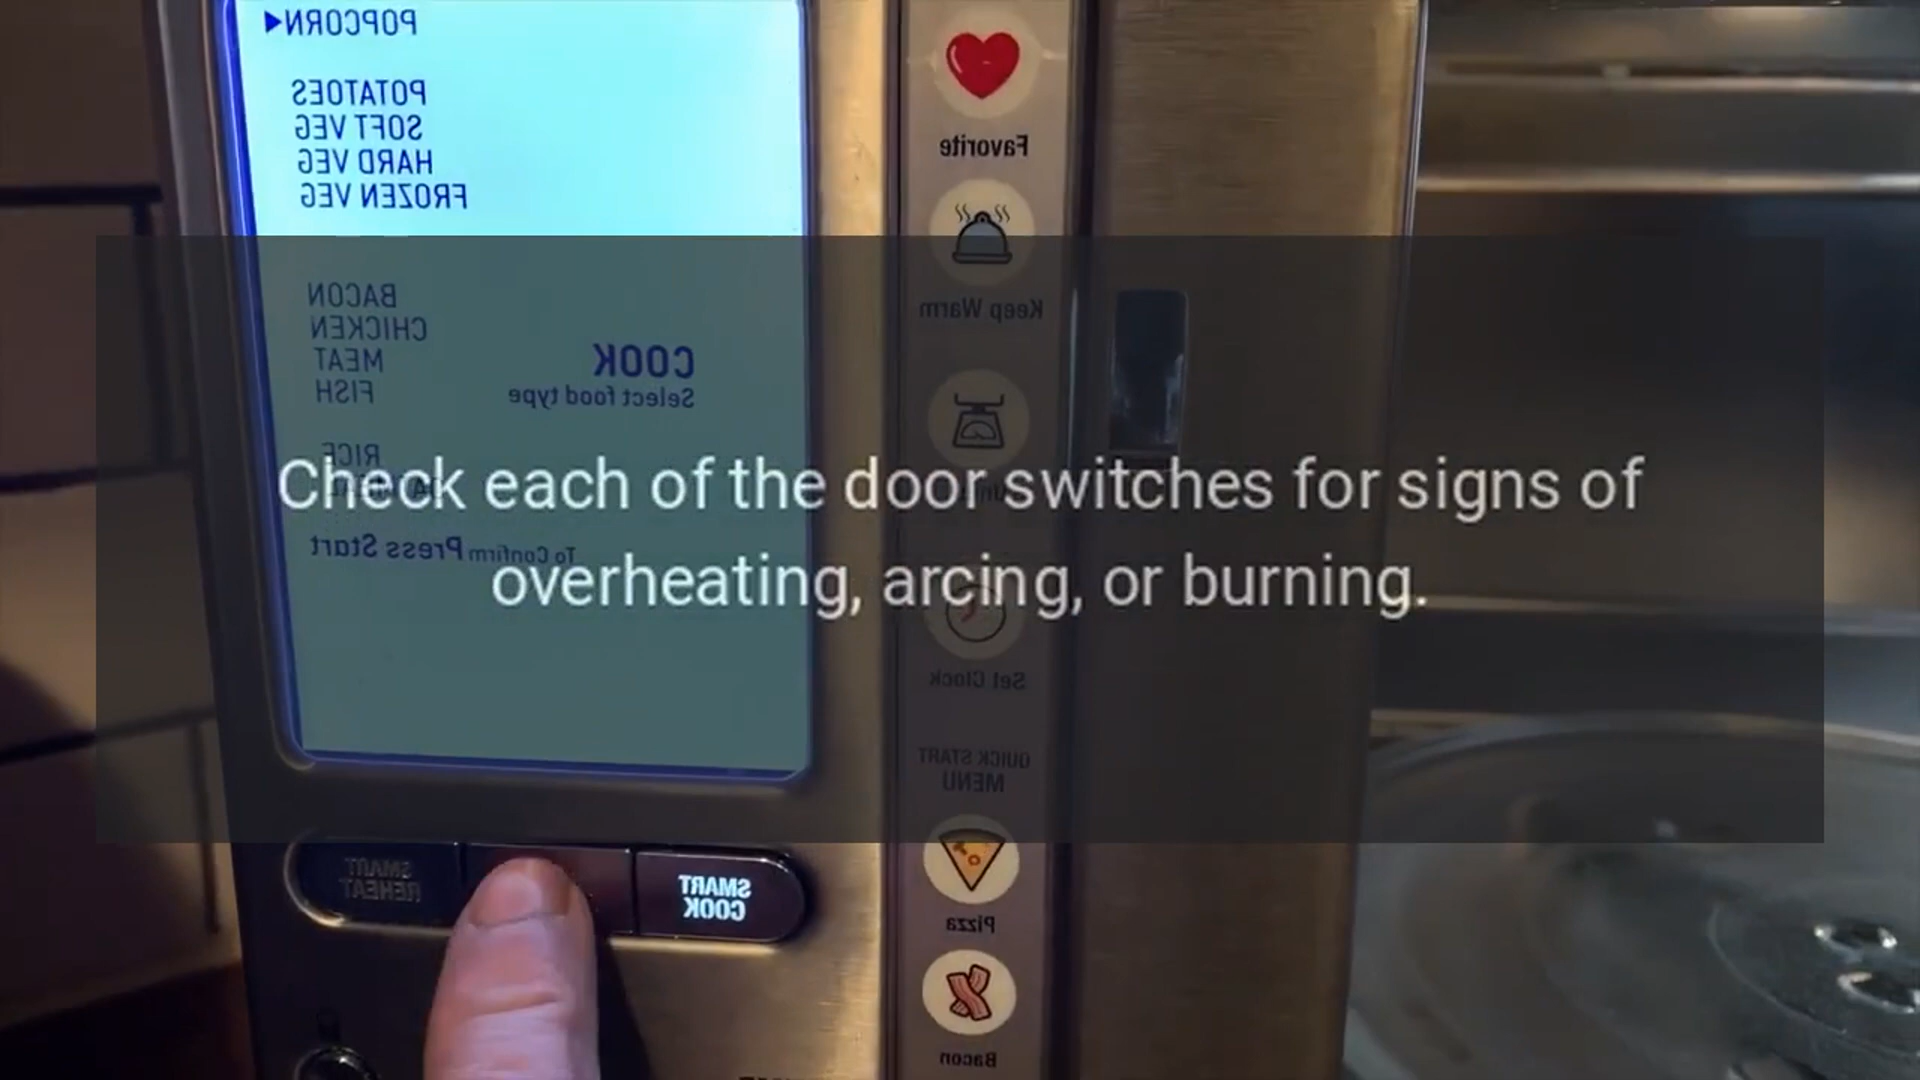 POPCORN
POTATOES
SOFT VEG
HARD VEG
FROZEN VEG
BACON
CHICKEN
MEAT
FISH
RICE
COOK
Select food type
To Confirm Press Start
Favorite
Keep Warm
Set Clock
QUICK START
MENU
Pizza
Bacon
SMART
REHEAT
SMART
COOK
Check each of the door switches for signs of
overheating, arcing, or burning.